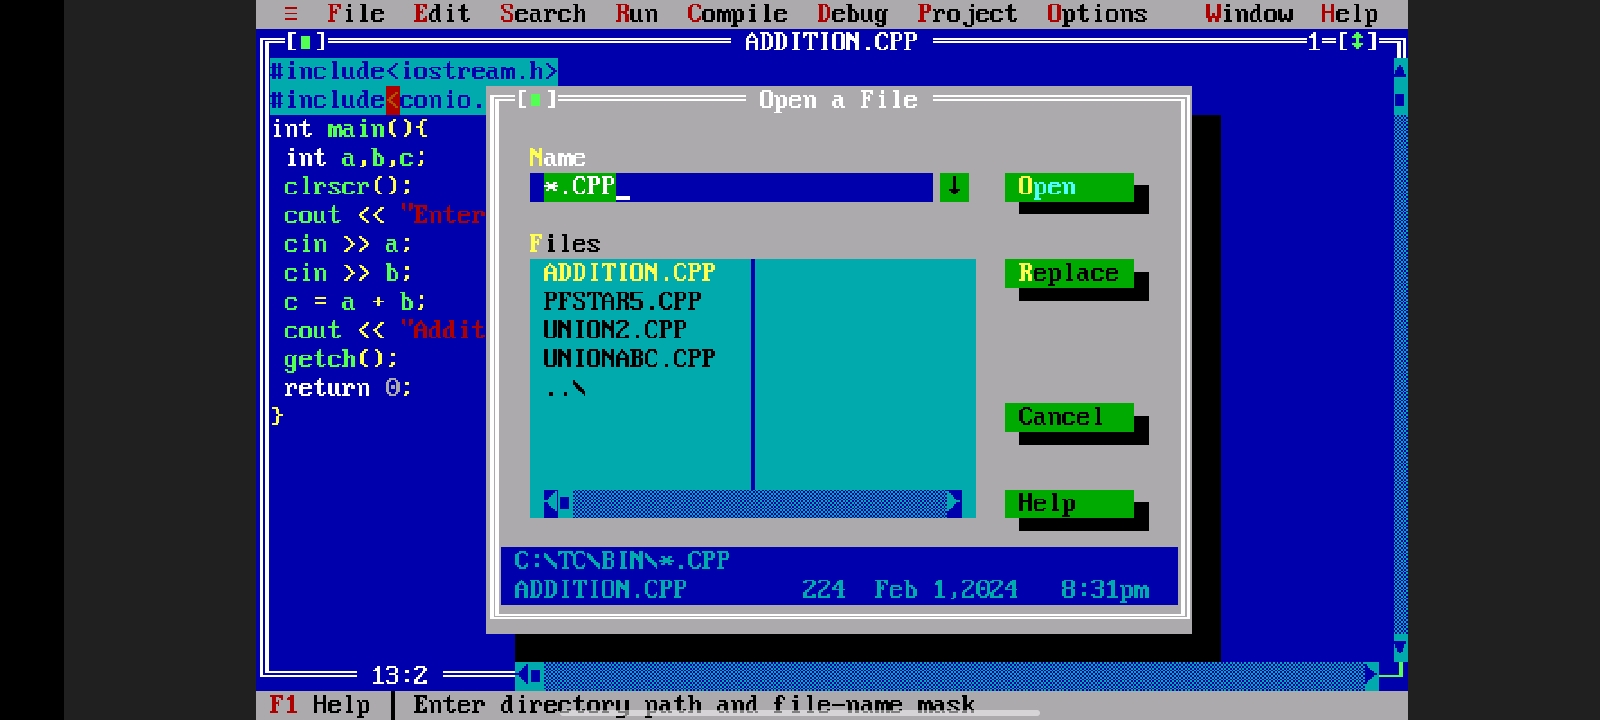 ≡ File Edit Search Run Compile Debug Project Options Window Help
[■] ADDITION.CPP 1=[↕]
#include<iostream.h>
#include<conio.
int main(){
int a,b,c;
clrscr();
cout << "Enter
cin >> a;
cin >> b;
c = a + b;
cout << "Addit
getch();
return 0;
}
[■] Open a File
Name
*.CPP_ ↓
Open
Files
ADDITION.CPP
PFSTAR5.CPP
UNION2.CPP
UNIONABC.CPP
..\
Replace
Cancel
Help
C:\TC\BIN\*.CPP
ADDITION.CPP 224 Feb 1,2024 8:31pm
13:2
F1 Help │ Enter directory path and file-name mask